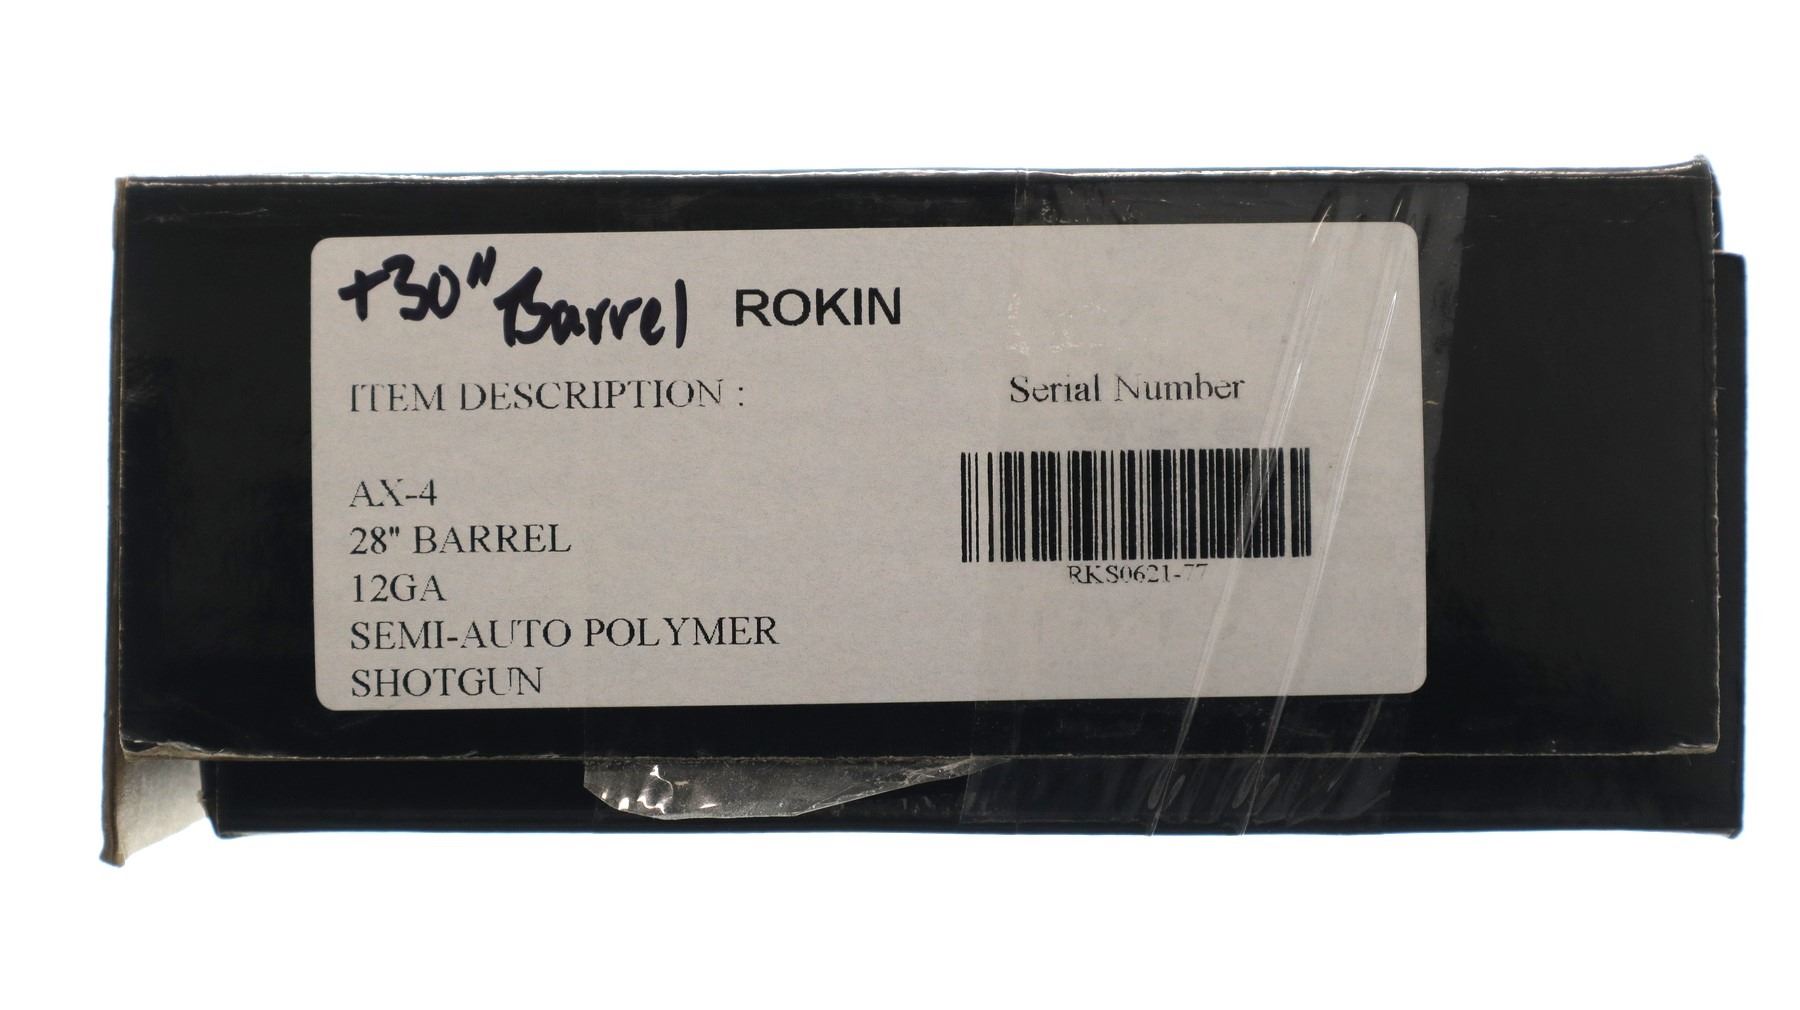 +30" Barrel ROKIN
ITEM DESCRIPTION :
Serial Number
AX-4
28" BARREL
12GA
SEMI-AUTO POLYMER
SHOTGUN
RKS0621-77